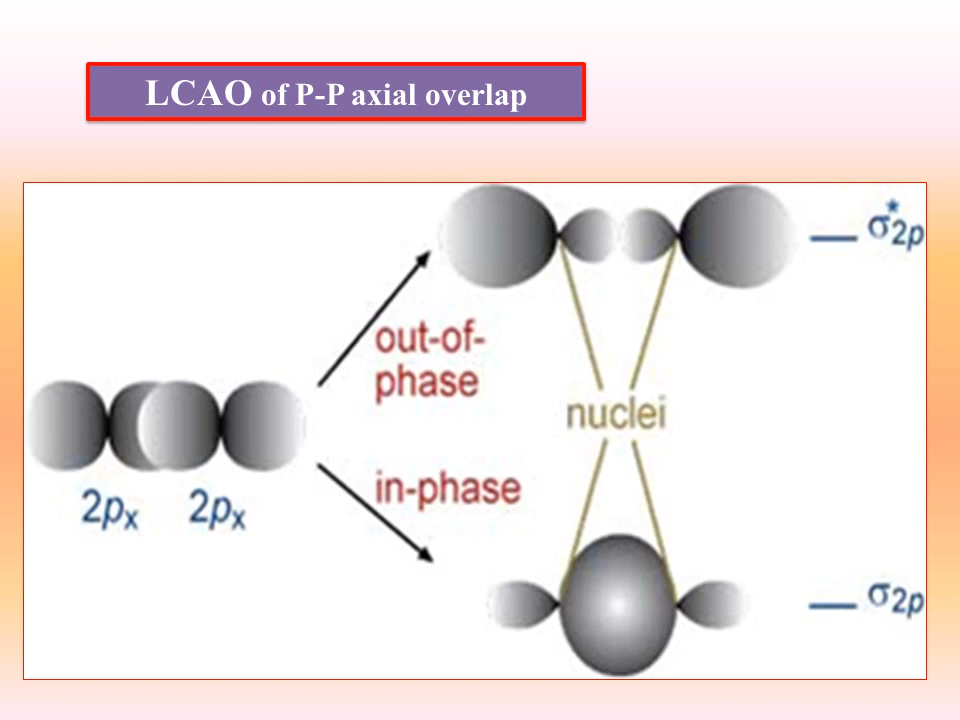 LCAO of P-P axial overlap
σ*2p
out-of-
phase
nuclei
2px 2px
in-phase
σ2p